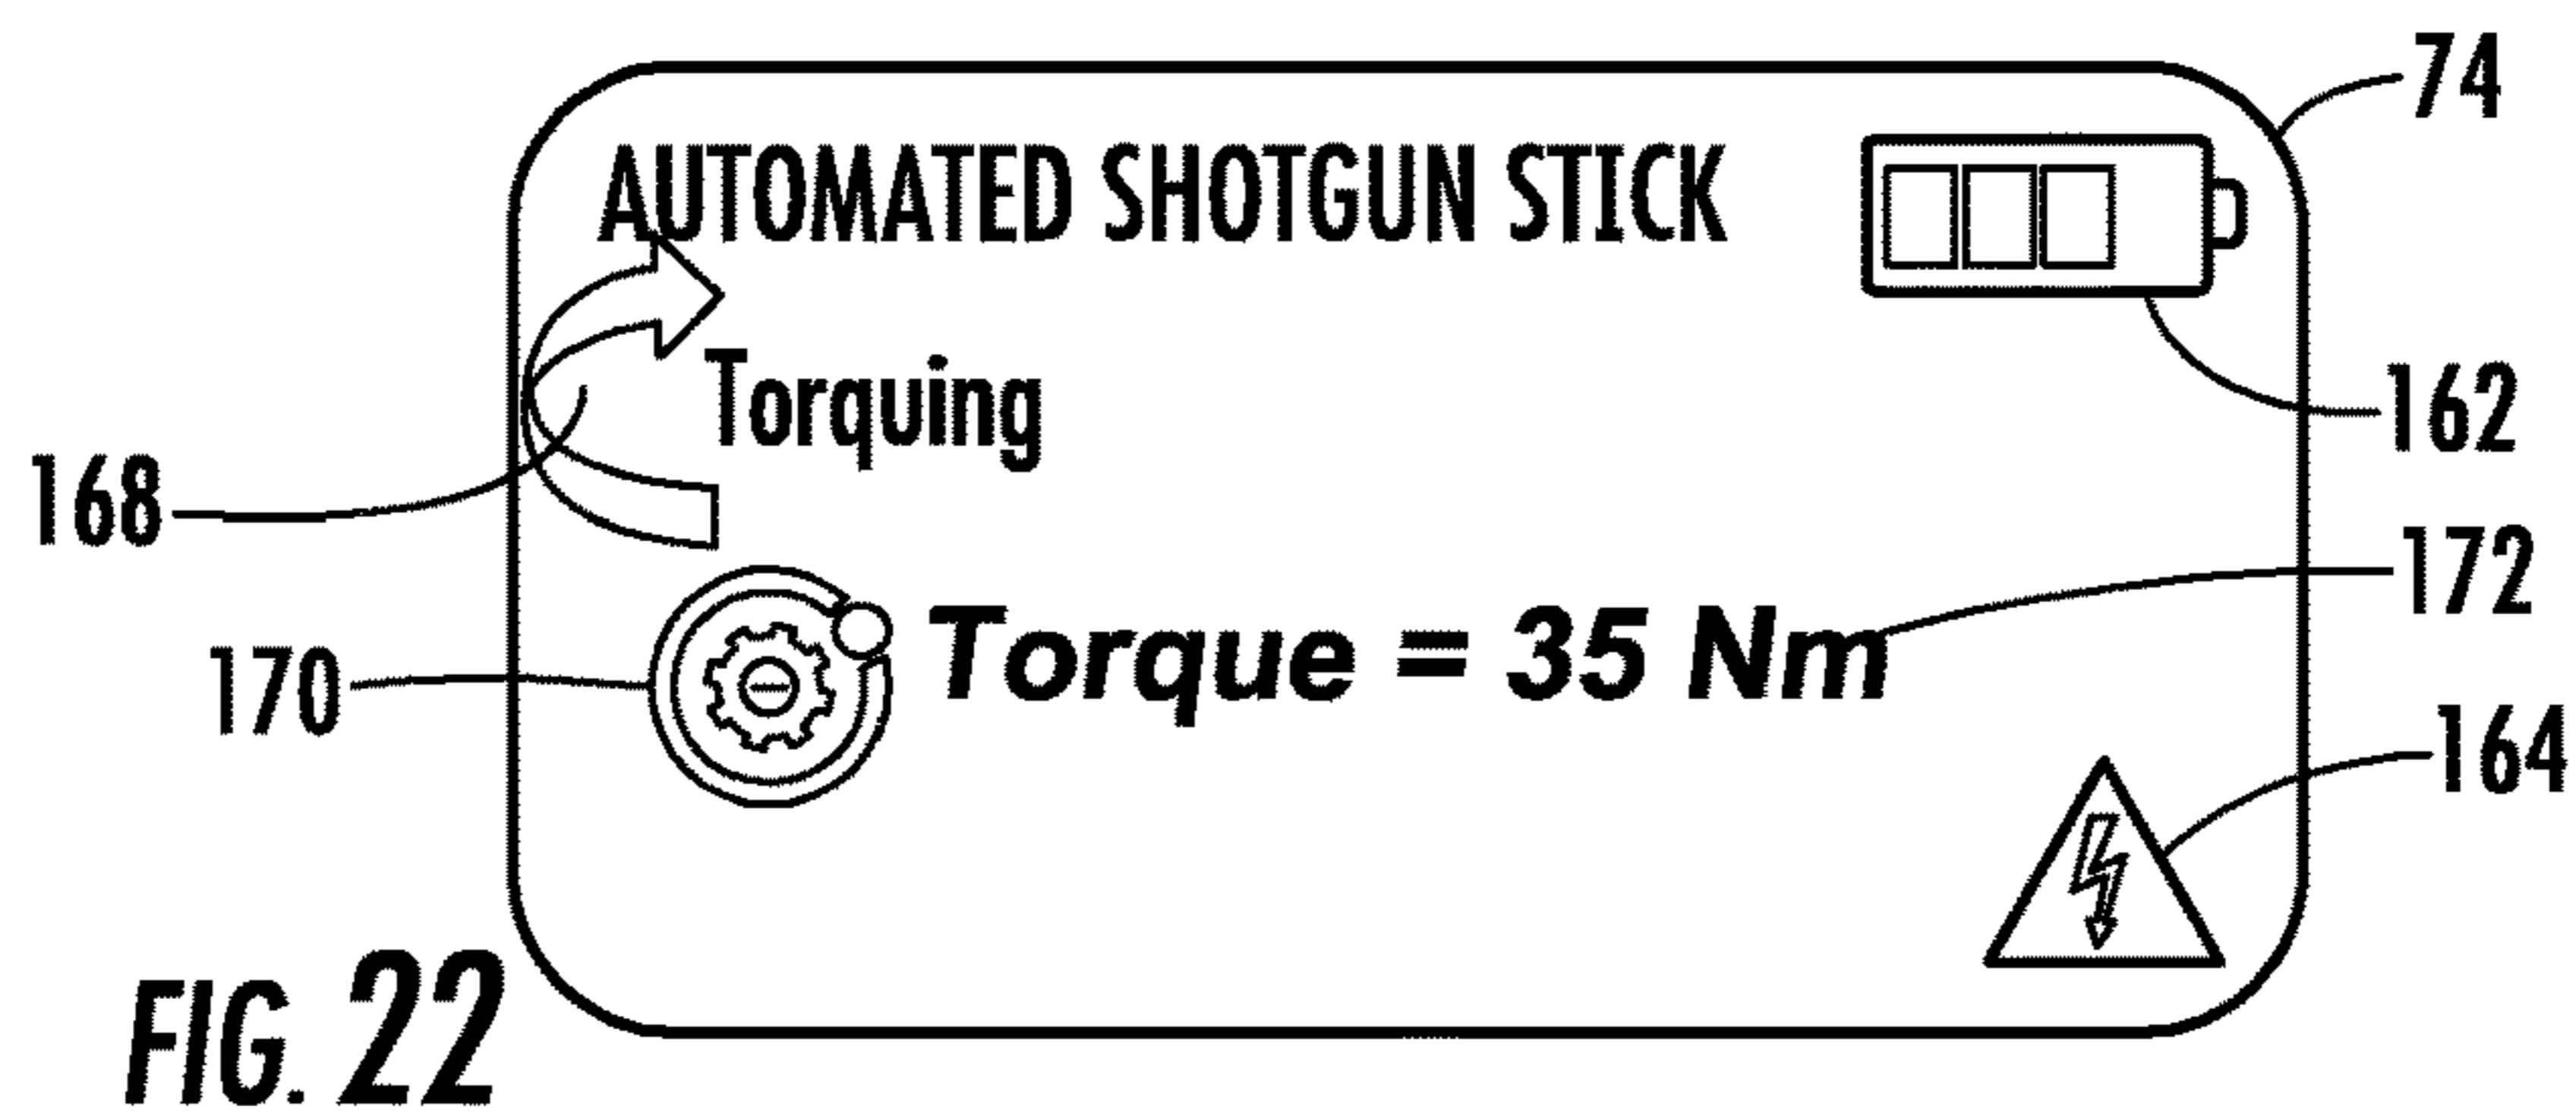 74
AUTOMATED SHOTGUN STICK
162
Torquing
168
172
Torque = 35 Nm
170
164
FIG. 22